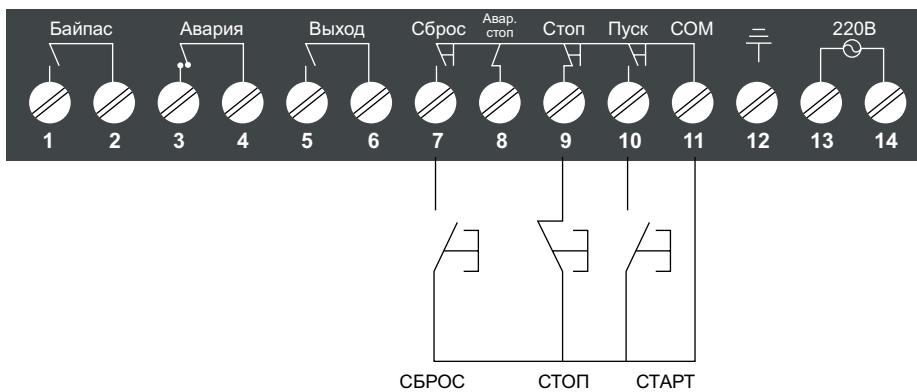 Байпас Авария Выход Сброс Авар. стоп Стоп Пуск COM 220В
1 2 3 4 5 6 7 8 9 10 11 12 13 14
СБРОС СТОП СТАРТ